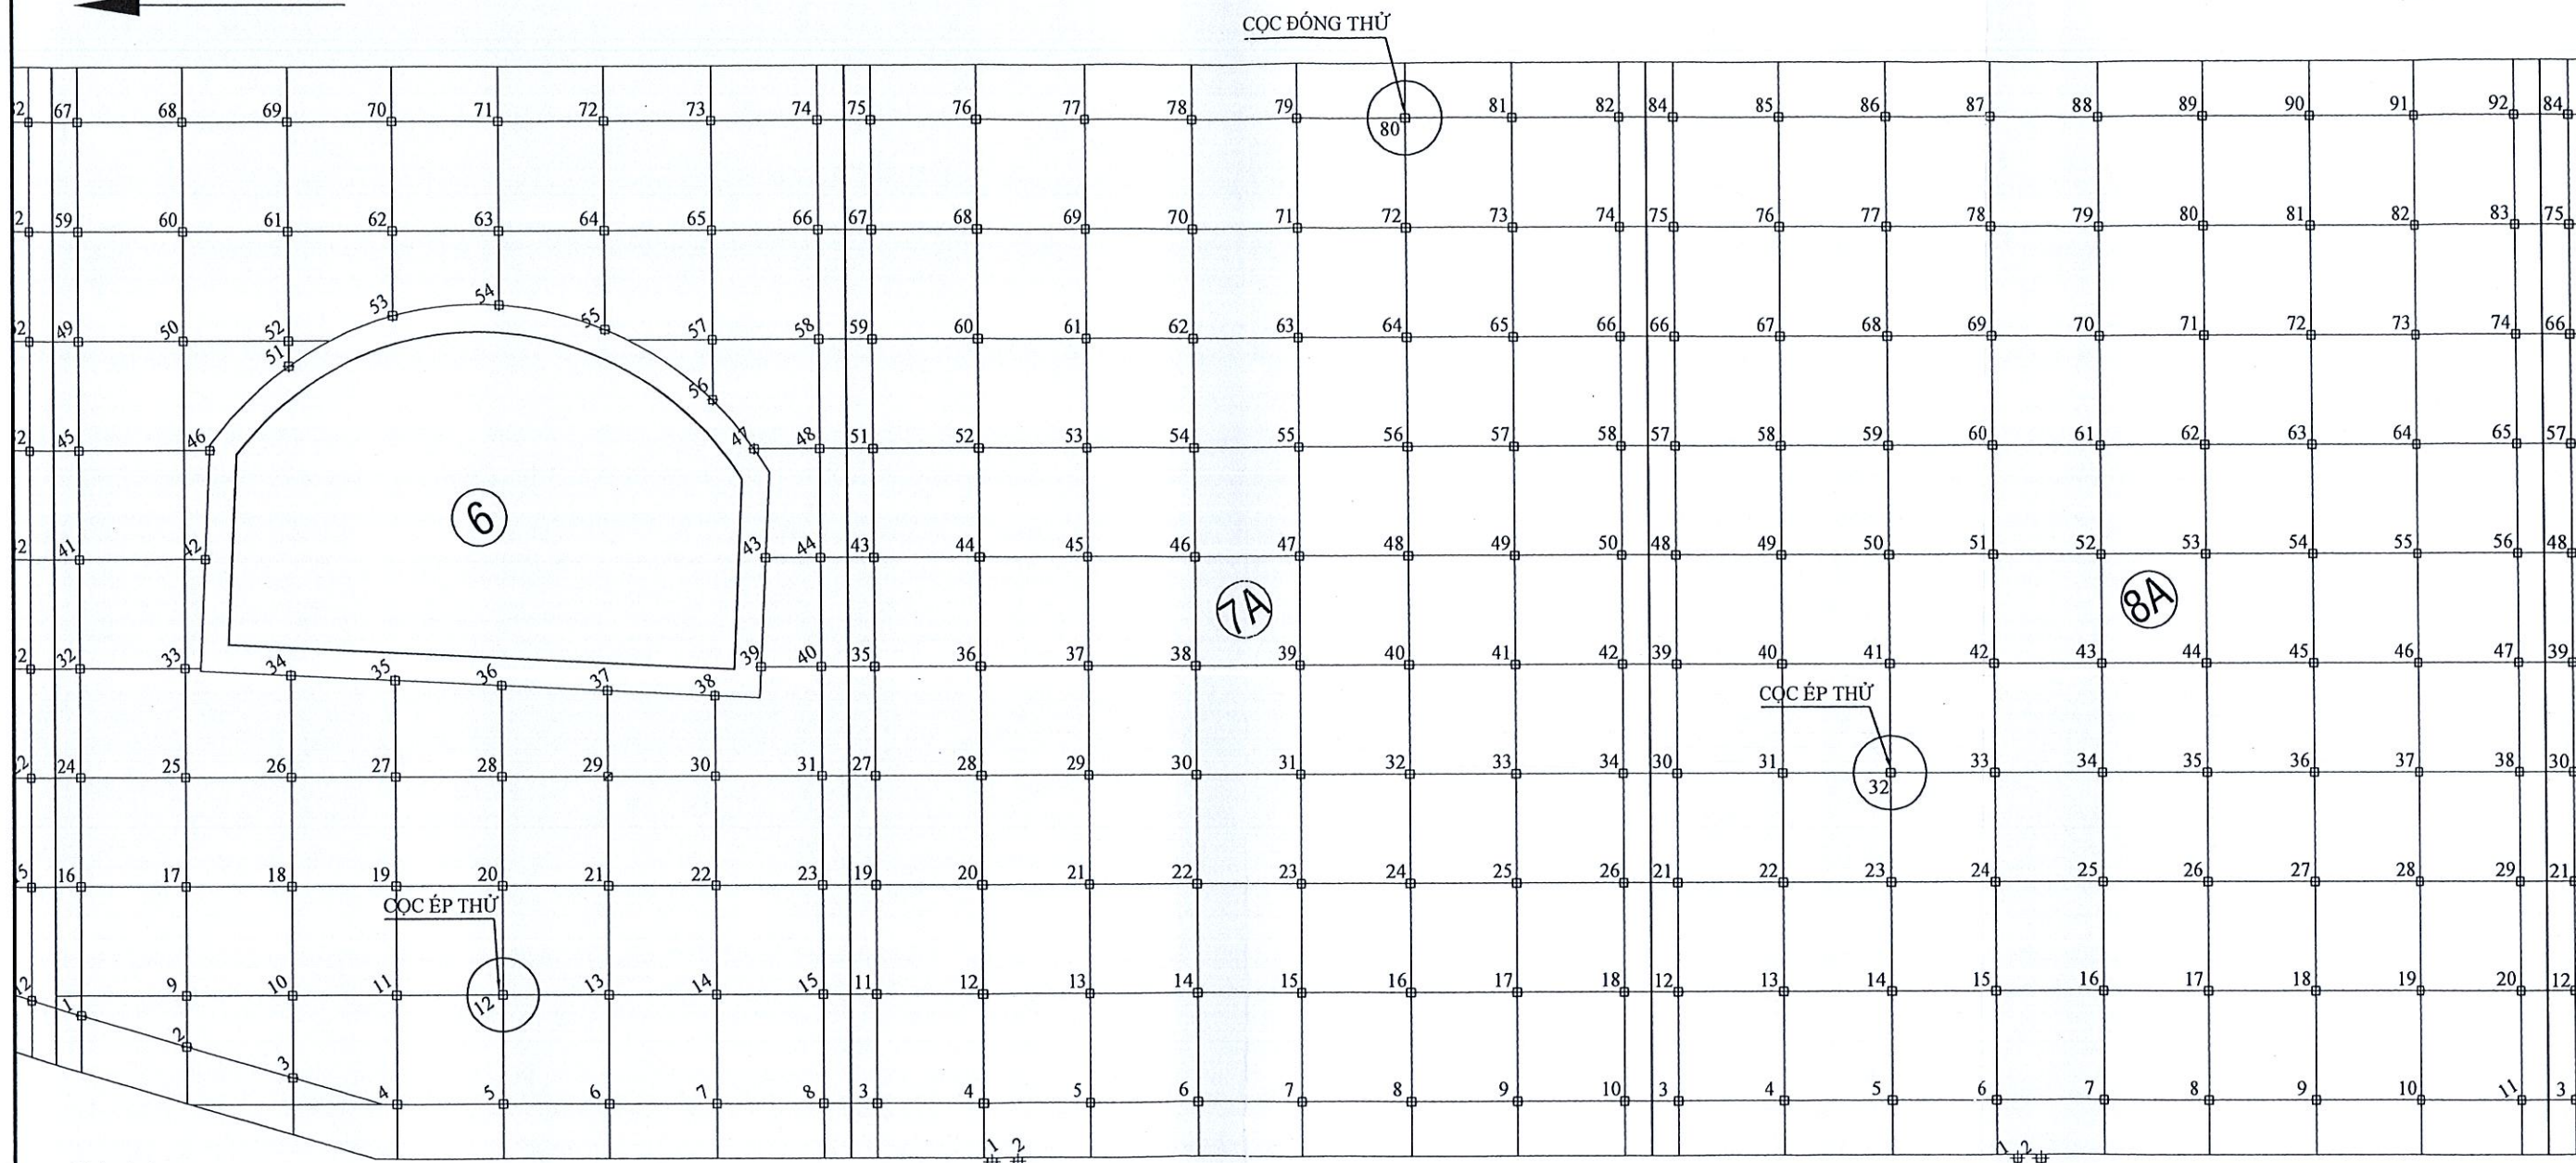 CỌC ĐÓNG THỬ
67 68 69 70 71 72 73 74 75 76 77 78 79 80 81 82 84 85 86 87 88 89 90 91 92 84
59 60 61 62 63 64 65 66 67 68 69 70 71 72 73 74 75 76 77 78 79 80 81 82 83 75
53 54 55
49 50 52 57 58 59 60 61 62 63 64 65 66 66 67 68 69 70 71 72 73 74 66
51 56
45 46 47 48 51 52 53 54 55 56 57 58 57 58 59 60 61 62 63 64 65 57
6
41 42 43 44 43 44 45 46 47 48 49 50 48 49 50 51 52 53 54 55 56 48
7A 8A
32 33 34 35 36 37 38 39 40 35 36 37 38 39 40 41 42 39 40 41 42 43 44 45 46 47 39
CỌC ÉP THỬ
24 25 26 27 28 29 30 31 27 28 29 30 31 32 33 34 30 31 32 33 34 35 36 37 38 30
16 17 18 19 20 21 22 23 19 20 21 22 23 24 25 26 21 22 23 24 25 26 27 28 29 21
CỌC ÉP THỬ
12 9 10 11 12 13 14 15 11 12 13 14 15 16 17 18 12 13 14 15 16 17 18 19 20 12
1 2 3 4 5 6 7 8 3 4 5 6 7 8 9 10 3 4 5 6 7 8 9 10 11 3
1 2 1 2